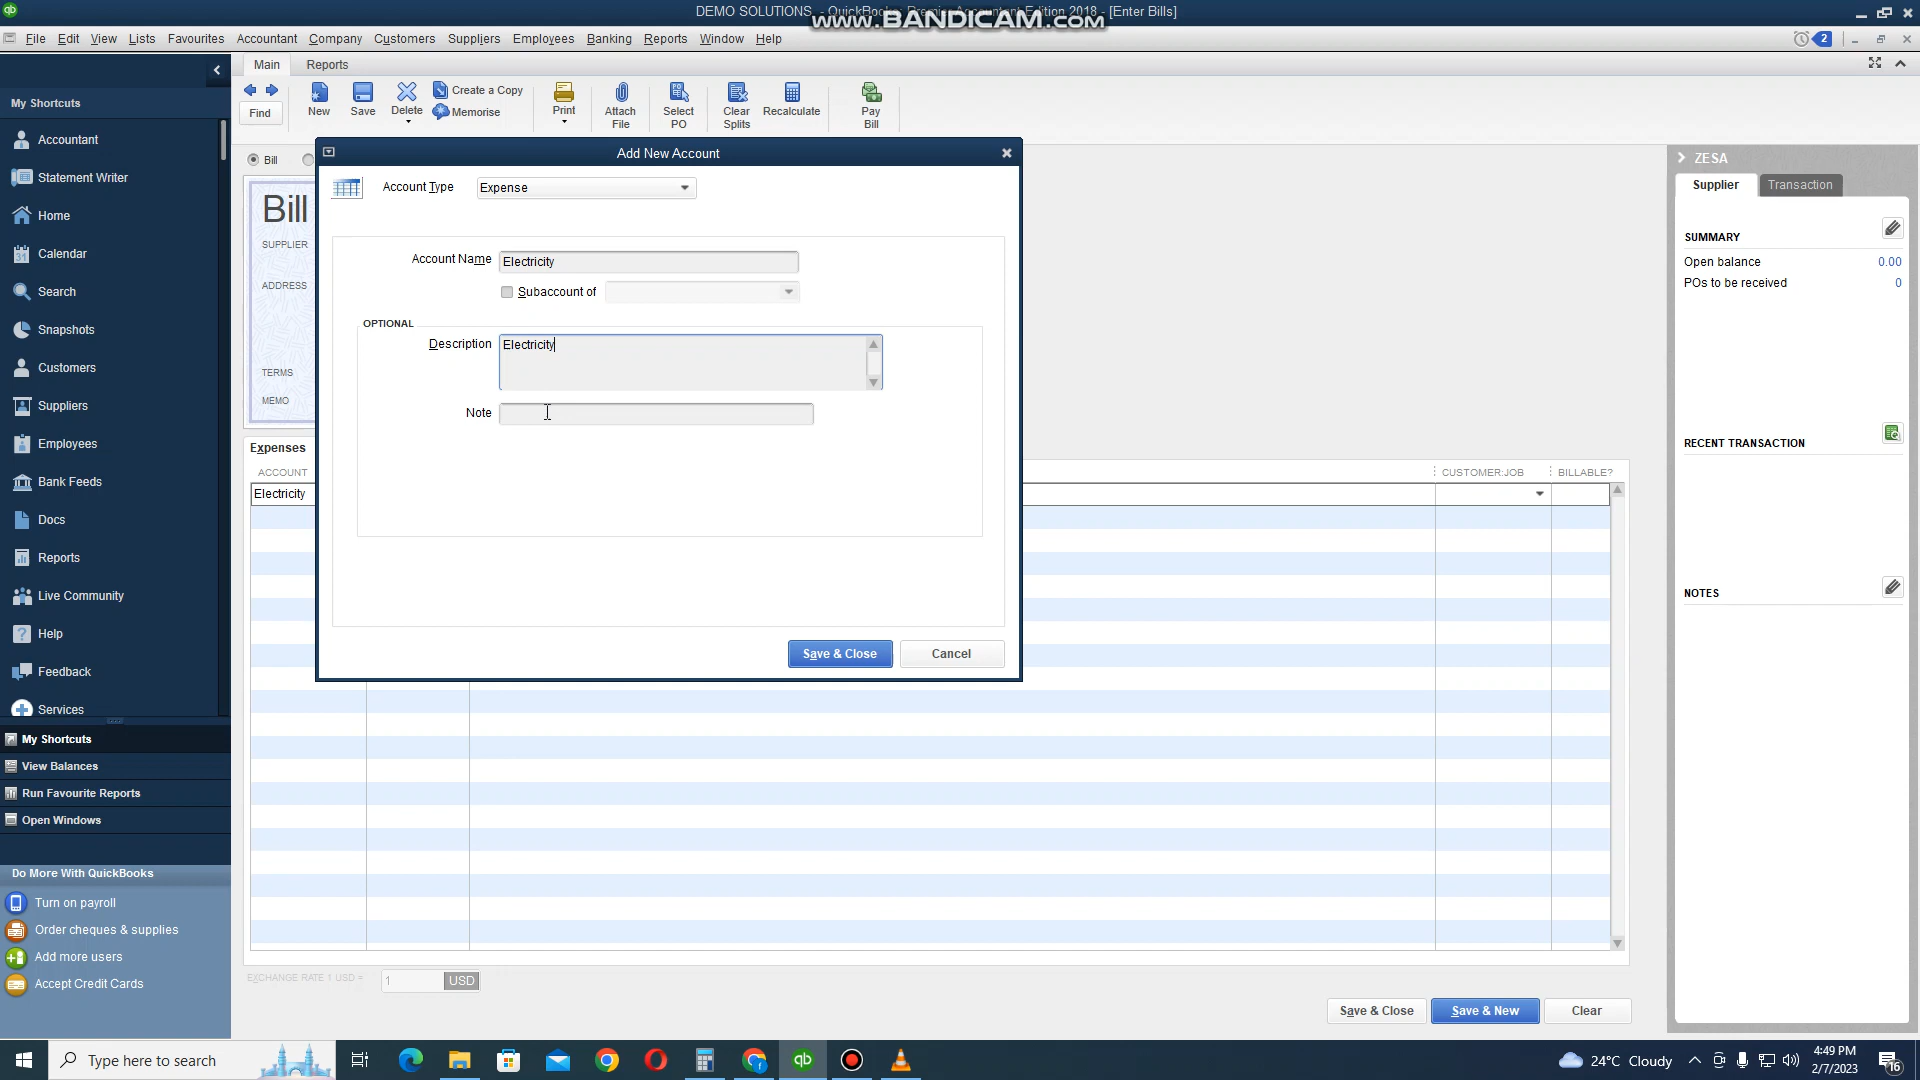 DEMO SOLUTIONS - QuickBooks Premier Accountant Edition 2018 - [Enter Bills]
www.BANDICAM.com
File Edit View Lists Favourites Accountant Company Customers Suppliers Employees Banking Reports Window Help
2
Main Reports
My Shortcuts
Accountant
Statement Writer
Home
Calendar
Search
Snapshots
Customers
Suppliers
Employees
Bank Feeds
Docs
Reports
Live Community
Help
Feedback
Services
My Shortcuts
View Balances
Run Favourite Reports
Open Windows
Do More With QuickBooks
Turn on payroll
Order cheques & supplies
Add more users
Accept Credit Cards
Find
New
Save
Delete
Create a Copy
Memorise
Print
Attach File
Select PO
Clear Splits
Recalculate
Pay Bill
Bill
Bill
SUPPLIER
ADDRESS
TERMS
MEMO
Add New Account
Account Type Expense
Account Name Electricity
Subaccount of
OPTIONAL
Description Electricity
Note
Save & Close Cancel
Expenses
ACCOUNT CUSTOMER:JOB BILLABLE?
Electricity
EXCHANGE RATE 1 USD = 1 USD
Save & Close Save & New Clear
ZESA
Supplier Transaction
SUMMARY
Open balance 0.00
POs to be received 0
RECENT TRANSACTION
NOTES
Type here to search
24°C Cloudy
4:49 PM
2/7/2023
16